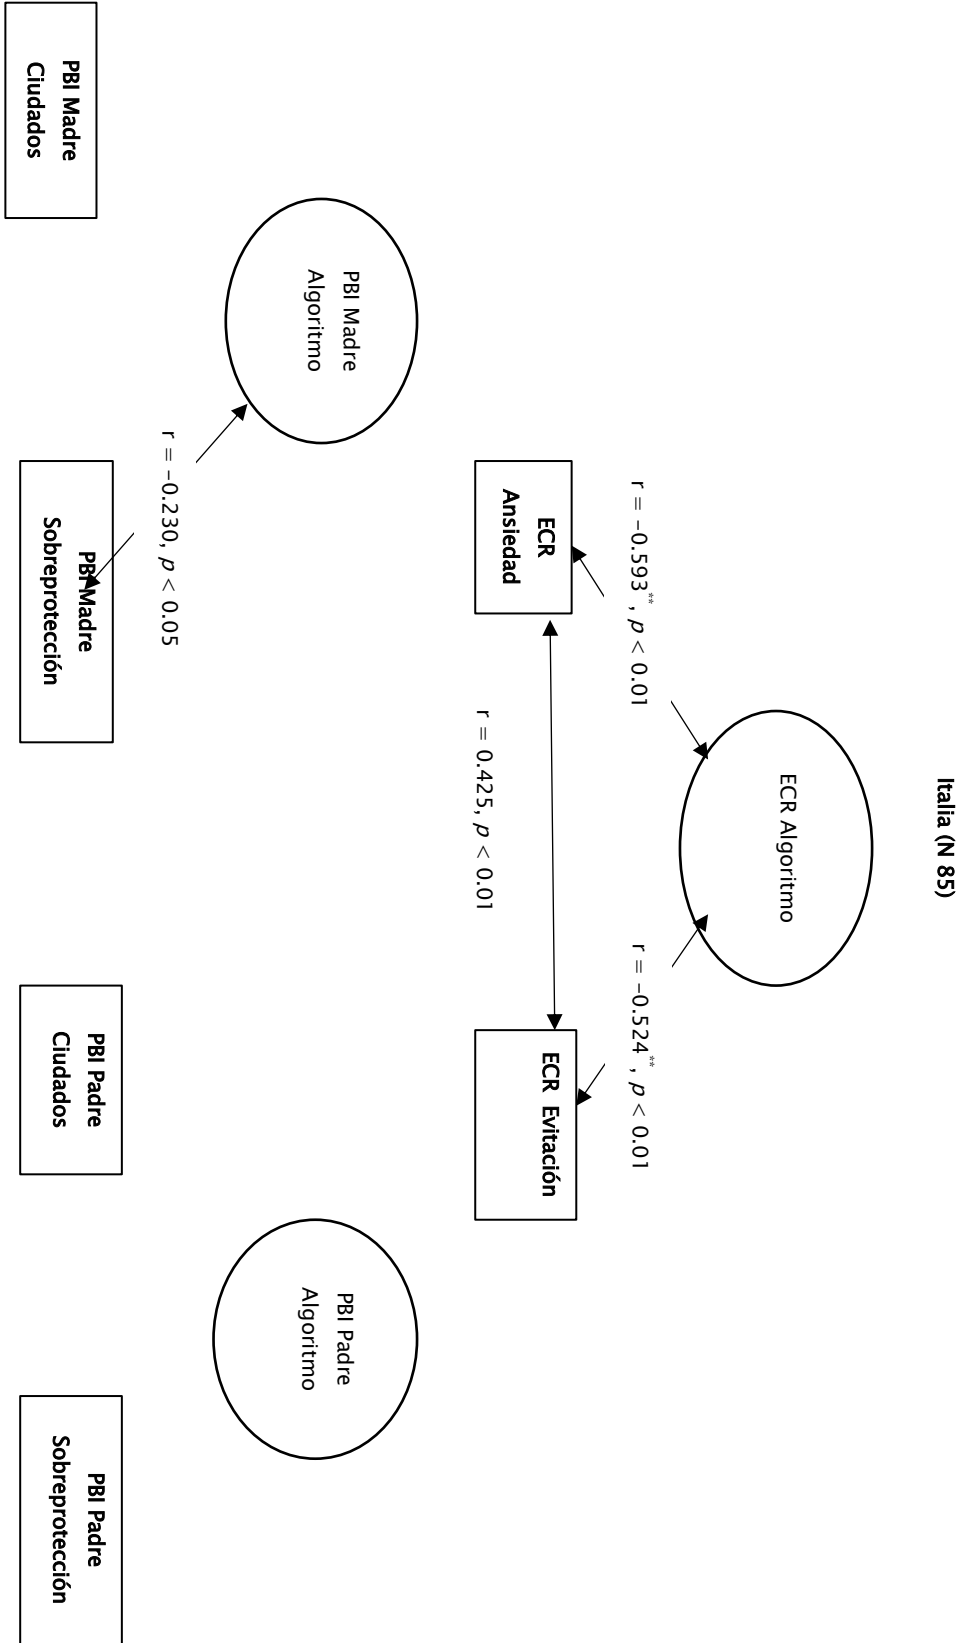 Italia (N 85)
ECR Algoritmo
r = –0.593**, p < 0.01
r = –0.524**, p < 0.01
ECR
Ansiedad
ECR Evitación
r = 0.425, p < 0.01
PBI Madre
Algoritmo
PBI Padre
Algoritmo
r = –0.230, p < 0.05
PBI Madre
Ciudados
PBI Madre
Sobreprotección
PBI Padre
Ciudados
PBI Padre
Sobreprotección